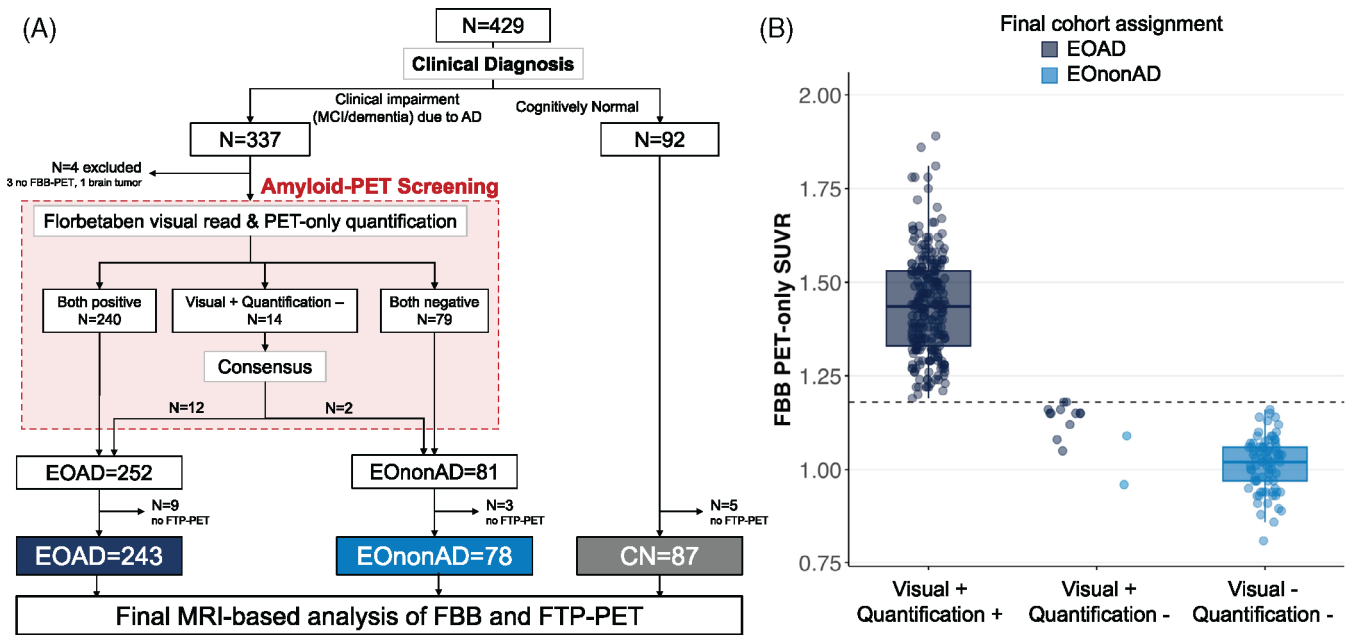 (A)
N=429
Clinical Diagnosis
Clinical impairment
(MCI/dementia) due to AD
Cognitively Normal
N=337
N=92
N=4 excluded
3 no FBB-PET, 1 brain tumor
Amyloid-PET Screening
Florbetaben visual read & PET-only quantification
Both positive
N=240
Visual + Quantification –
N=14
Both negative
N=79
Consensus
N=12
N=2
EOAD=252
EOnonAD=81
N=9
no FTP-PET
N=3
no FTP-PET
N=5
no FTP-PET
EOAD=243
EOnonAD=78
CN=87
Final MRI-based analysis of FBB and FTP-PET
(B)
Final cohort assignment
EOAD
EOnonAD
FBB PET-only SUVR
2.00
1.75
1.50
1.25
1.00
0.75
Visual +
Quantification +
Visual +
Quantification -
Visual -
Quantification -